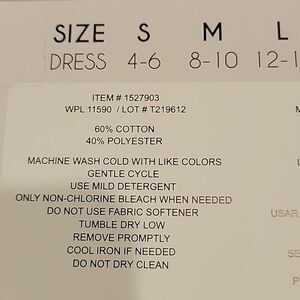 SIZE S M L
DRESS 4-6 8-10 12-1
ITEM # 1527903
WPL 11590 / LOT # T219612
60% COTTON
40% POLYESTER
MACHINE WASH COLD WITH LIKE COLORS
GENTLE CYCLE
USE MILD DETERGENT
ONLY NON-CHLORINE BLEACH WHEN NEEDED
DO NOT USE FABRIC SOFTENER
USAR
TUMBLE DRY LOW
REMOVE PROMPTLY
COOL IRON IF NEEDED
SE
DO NOT DRY CLEAN